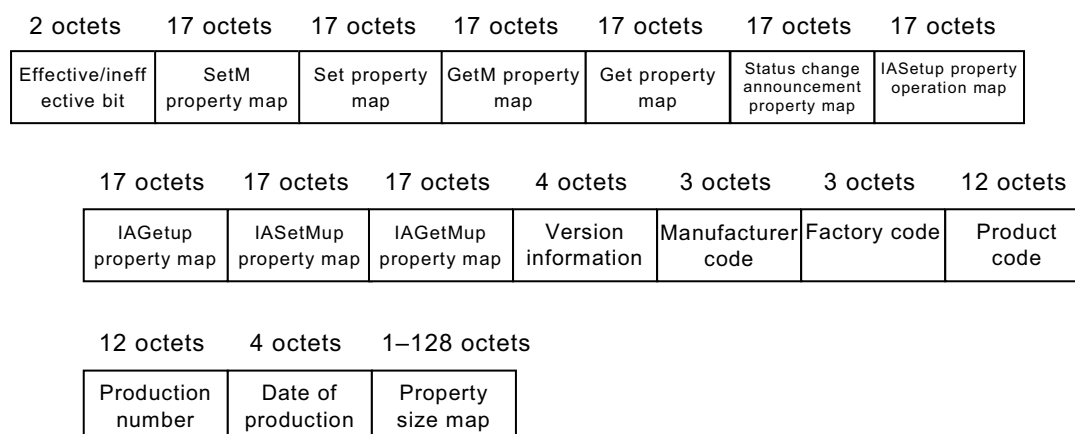 2 octets 17 octets 17 octets 17 octets 17 octets 17 octets 17 octets
Effective/ineff
ective bit
SetM
property map
Set property
map
GetM property
map
Get property
map
Status change
announcement
property map
IASetup property
operation map
17 octets 17 octets 17 octets 4 octets 3 octets 3 octets 12 octets
IAGetup
property map
IASetMup
property map
IAGetMup
property map
Version
information
Manufacturer
code
Factory code
Product
code
12 octets 4 octets 1–128 octets
Production
number
Date of
production
Property
size map